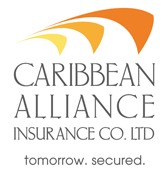 CARIBBEAN
ALLIANCE
INSURANCE CO. LTD
tomorrow. secured.